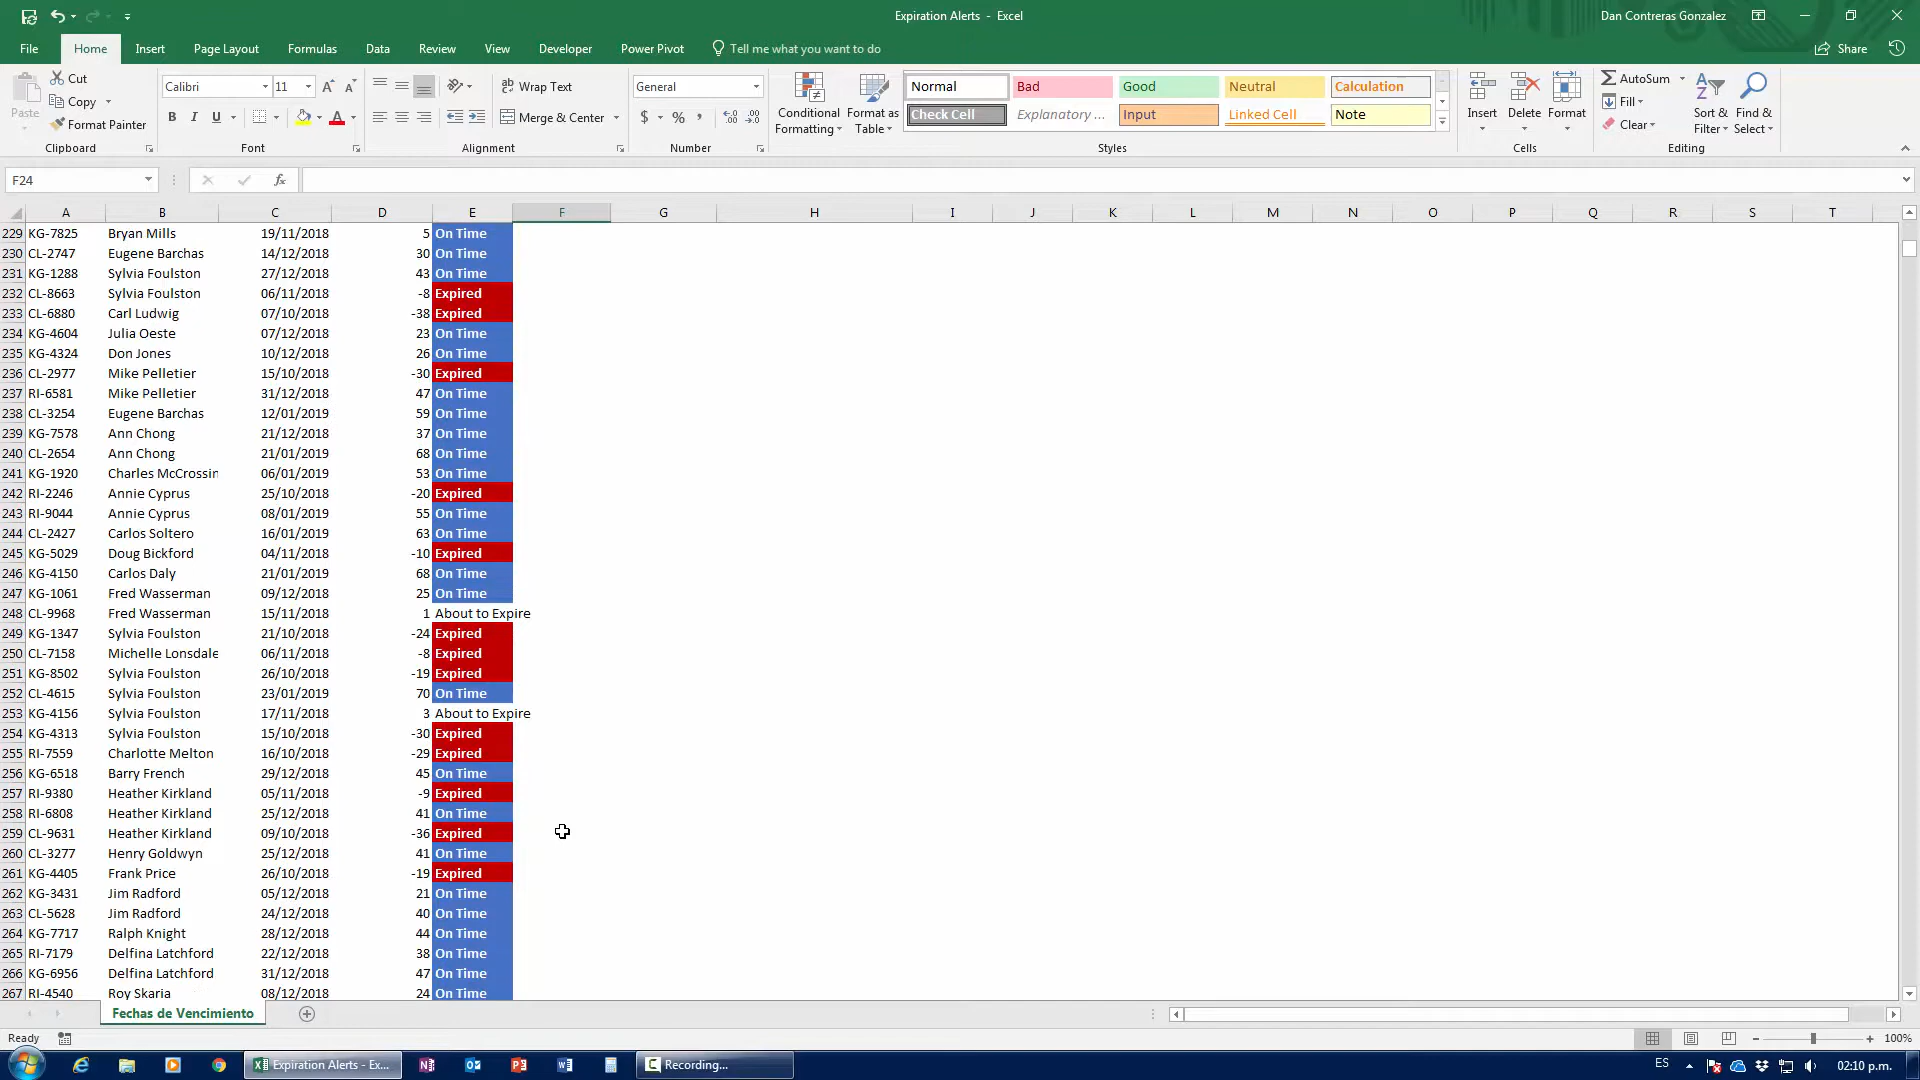 Expiration Alerts - Excel
Dan Contreras Gonzalez
File Home Insert Page Layout Formulas Data Review View Developer Power Pivot Tell me what you want to do Share
Cut
Copy
Format Painter
Paste
Clipboard
Calibri 11
B I U
Font
Wrap Text
Merge & Center
Alignment
General
$ % ,
Number
Conditional Formatting
Format as Table
Normal Bad Good Neutral Calculation
Check Cell Explanatory ... Input Linked Cell Note
Styles
Insert Delete Format
Cells
AutoSum
Fill
Clear
Sort & Filter
Find & Select
Editing
F24
fx
A B C D E F G H I J K L M N O P Q R S T
229 KG-7825 Bryan Mills 19/11/2018 5 On Time
230 CL-2747 Eugene Barchas 14/12/2018 30 On Time
231 KG-1288 Sylvia Foulston 27/12/2018 43 On Time
232 CL-8663 Sylvia Foulston 06/11/2018 -8 Expired
233 CL-6880 Carl Ludwig 07/10/2018 -38 Expired
234 KG-4604 Julia Oeste 07/12/2018 23 On Time
235 KG-4324 Don Jones 10/12/2018 26 On Time
236 CL-2977 Mike Pelletier 15/10/2018 -30 Expired
237 RI-6581 Mike Pelletier 31/12/2018 47 On Time
238 CL-3254 Eugene Barchas 12/01/2019 59 On Time
239 KG-7578 Ann Chong 21/12/2018 37 On Time
240 CL-2654 Ann Chong 21/01/2019 68 On Time
241 KG-1920 Charles McCrossin 06/01/2019 53 On Time
242 RI-2246 Annie Cyprus 25/10/2018 -20 Expired
243 RI-9044 Annie Cyprus 08/01/2019 55 On Time
244 CL-2427 Carlos Soltero 16/01/2019 63 On Time
245 KG-5029 Doug Bickford 04/11/2018 -10 Expired
246 KG-4150 Carlos Daly 21/01/2019 68 On Time
247 KG-1061 Fred Wasserman 09/12/2018 25 On Time
248 CL-9968 Fred Wasserman 15/11/2018 1 About to Expire
249 KG-1347 Sylvia Foulston 21/10/2018 -24 Expired
250 CL-7158 Michelle Lonsdale 06/11/2018 -8 Expired
251 KG-8502 Sylvia Foulston 26/10/2018 -19 Expired
252 CL-4615 Sylvia Foulston 23/01/2019 70 On Time
253 KG-4156 Sylvia Foulston 17/11/2018 3 About to Expire
254 KG-4313 Sylvia Foulston 15/10/2018 -30 Expired
255 RI-7559 Charlotte Melton 16/10/2018 -29 Expired
256 KG-6518 Barry French 29/12/2018 45 On Time
257 RI-9380 Heather Kirkland 05/11/2018 -9 Expired
258 RI-6808 Heather Kirkland 25/12/2018 41 On Time
259 CL-9631 Heather Kirkland 09/10/2018 -36 Expired
260 CL-3277 Henry Goldwyn 25/12/2018 41 On Time
261 KG-4405 Frank Price 26/10/2018 -19 Expired
262 KG-3431 Jim Radford 05/12/2018 21 On Time
263 CL-5628 Jim Radford 24/12/2018 40 On Time
264 KG-7717 Ralph Knight 28/12/2018 44 On Time
265 RI-7179 Delfina Latchford 22/12/2018 38 On Time
266 KG-6956 Delfina Latchford 31/12/2018 47 On Time
267 RI-4540 Roy Skaria 08/12/2018 24 On Time
Fechas de Vencimiento
Ready
100%
Expiration Alerts - Ex...
Recording...
ES
02:10 p.m.